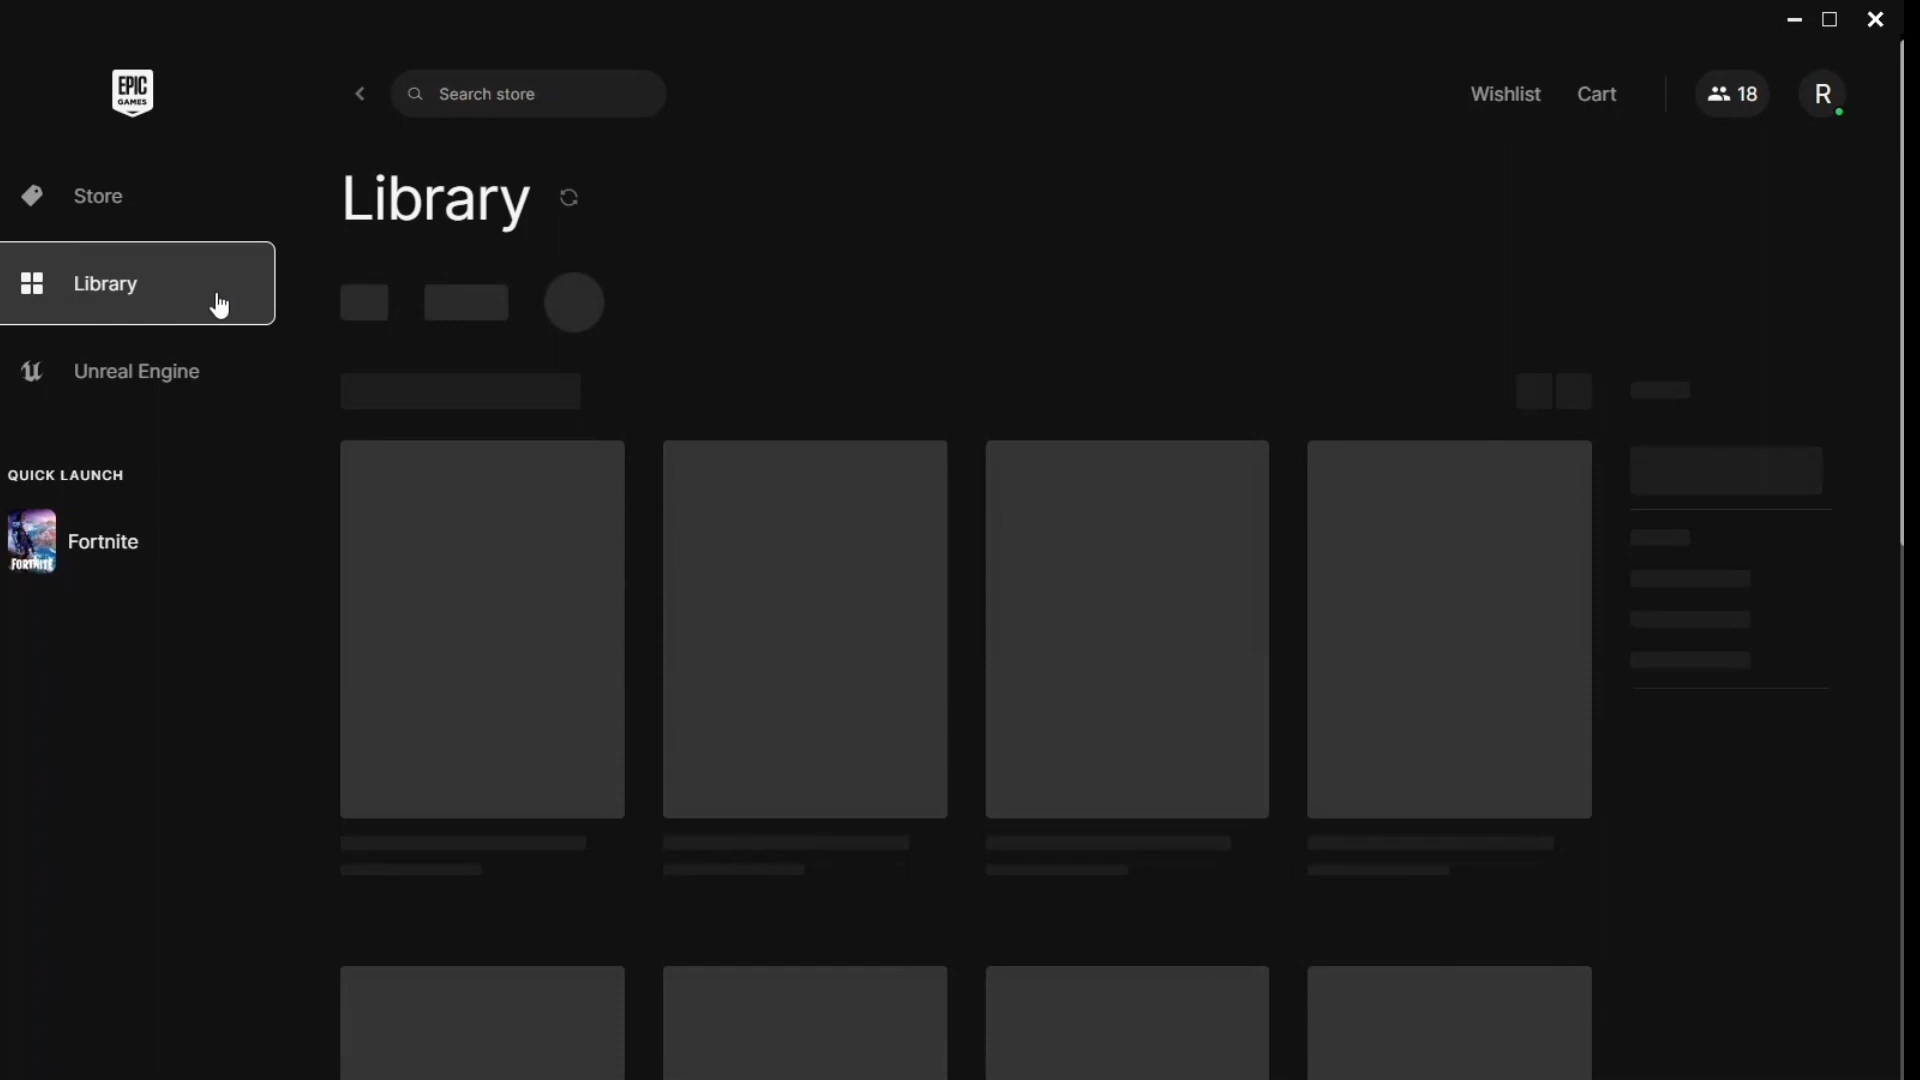 EPIC
GAMES
Search store
Wishlist
Cart
18
R
Store
Library
Library
Unreal Engine
QUICK LAUNCH
FORTNITE
Fortnite